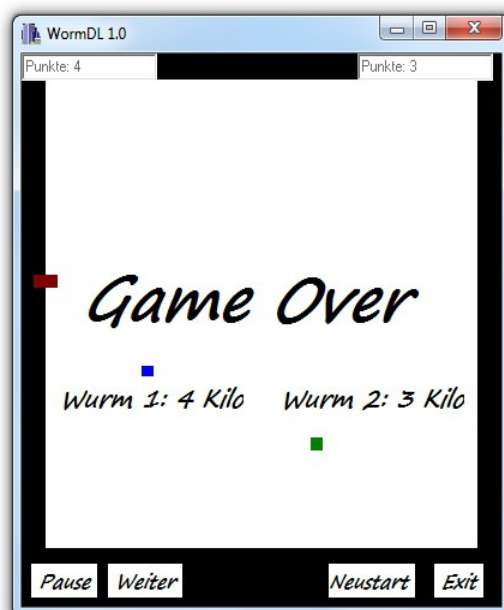 WormDL 1.0
Punkte: 4 Punkte: 3
Game Over
Wurm 1: 4 Kilo Wurm 2: 3 Kilo
Pause Weiter Neustart Exit